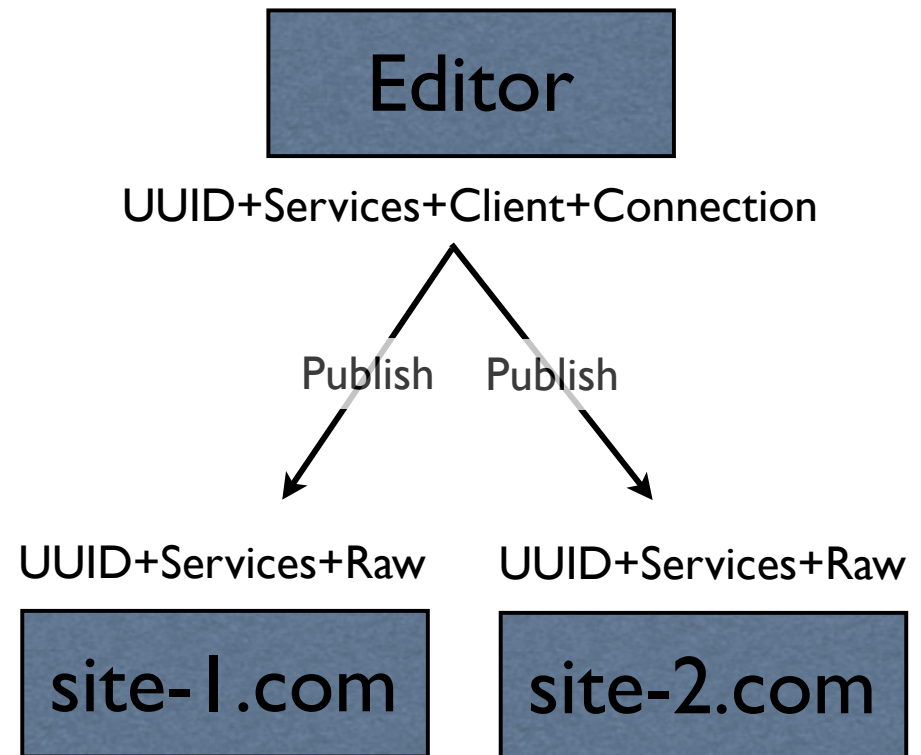 Editor
UUID+Services+Client+Connection
Publish Publish
UUID+Services+Raw UUID+Services+Raw
site-1.com site-2.com